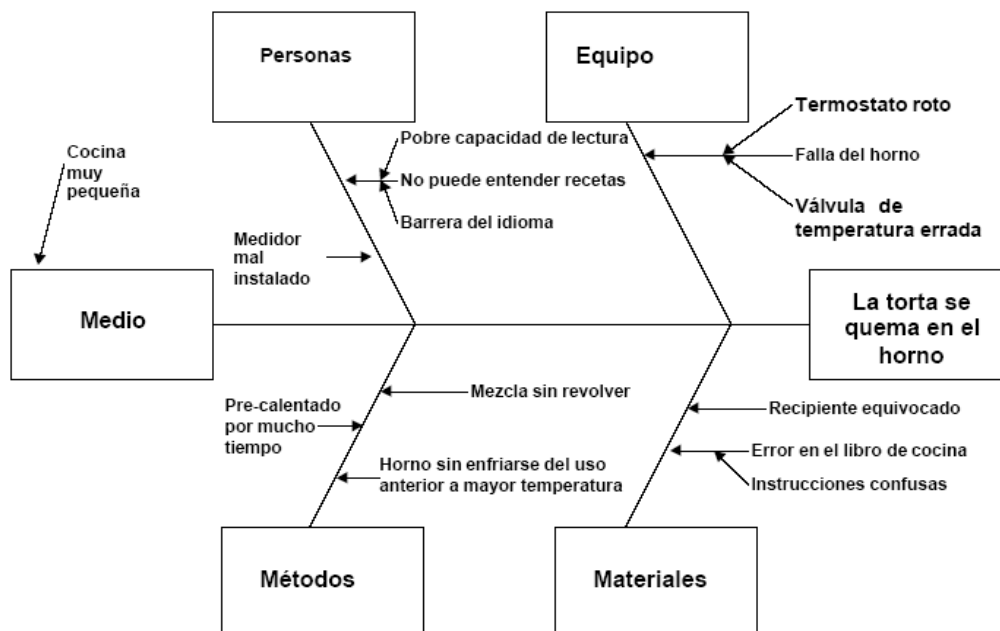 Personas
Equipo
Termostato roto
Pobre capacidad de lectura
Cocina
muy
pequeña
Falla del horno
No puede entender recetas
Válvula de
temperatura errada
Barrera del idioma
Medidor
mal
instalado
Medio
La torta se
quema en el
horno
Mezcla sin revolver
Pre-calentado
por mucho
tiempo
Recipiente equivocado
Error en el libro de cocina
Horno sin enfriarse del uso
anterior a mayor temperatura
Instrucciones confusas
Métodos
Materiales